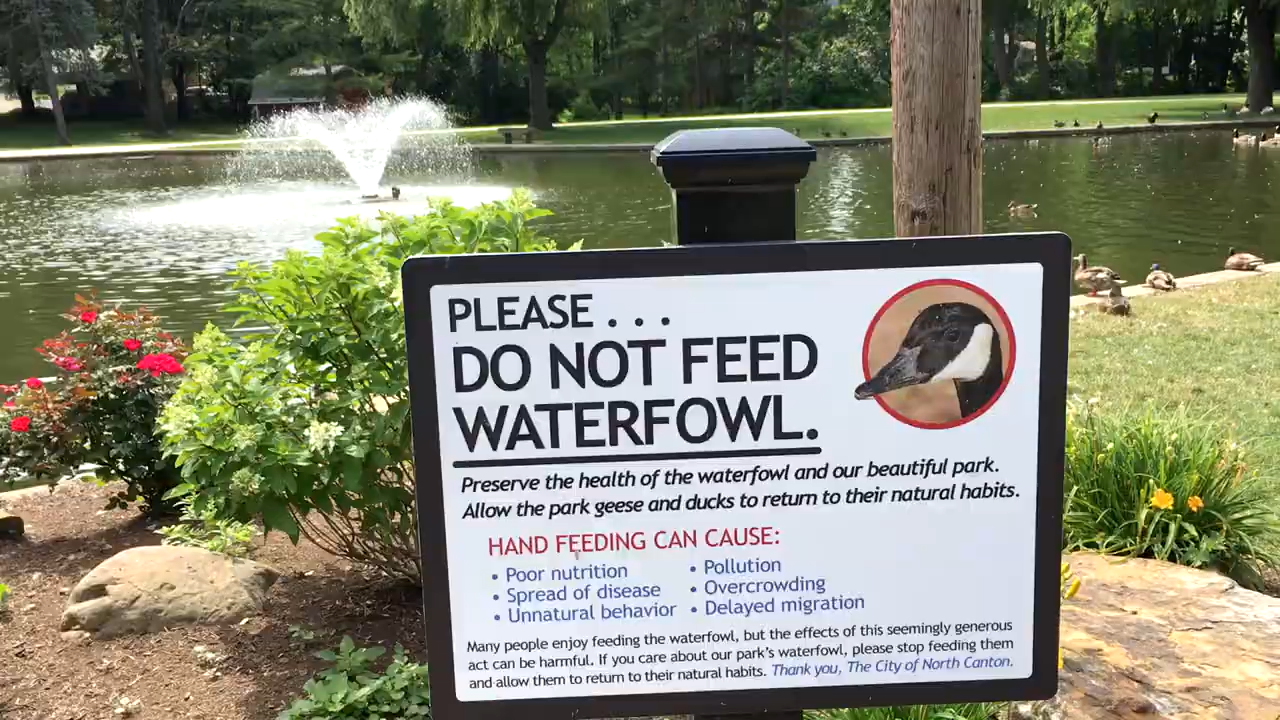 PLEASE . . .
DO NOT FEED
WATERFOWL.
Preserve the health of the waterfowl and our beautiful park.
Allow the park geese and ducks to return to their natural habits.
HAND FEEDING CAN CAUSE:
• Poor nutrition
• Spread of disease
• Unnatural behavior
• Pollution
• Overcrowding
• Delayed migration
Many people enjoy feeding the waterfowl, but the effects of this seemingly generous
act can be harmful. If you care about our park's waterfowl, please stop feeding them
and allow them to return to their natural habits. Thank you, The City of North Canton.